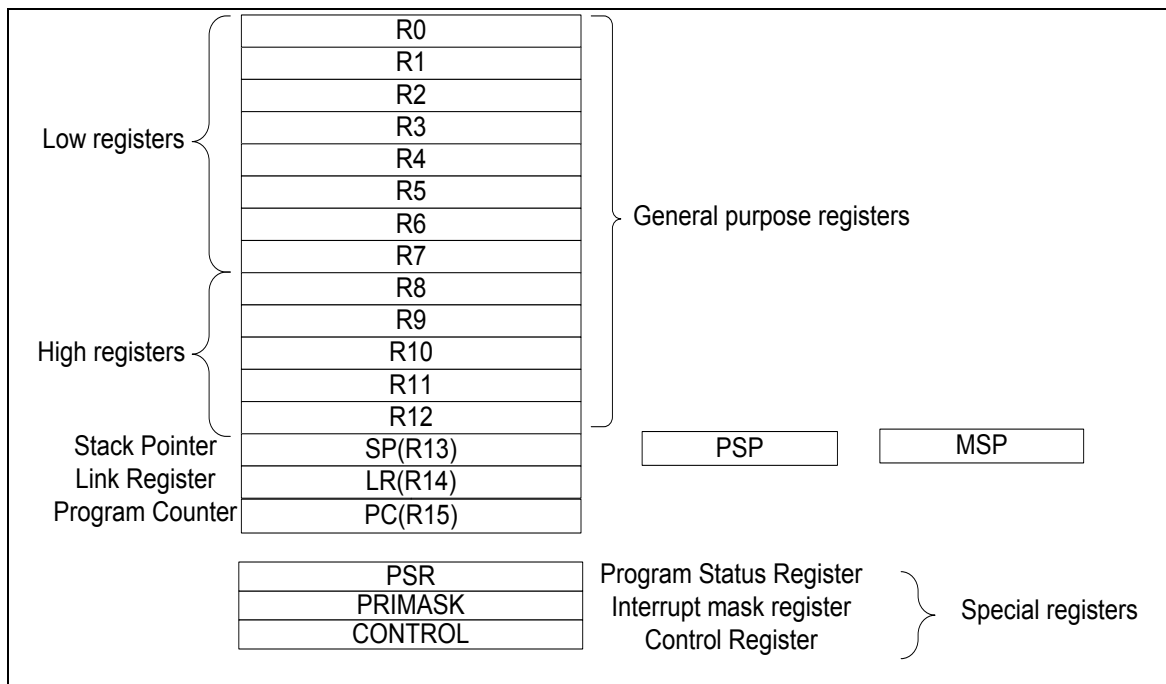 R0
R1
R2
R3
Low registers
R4
R5
R6
General purpose registers
R7
R8
R9
High registers
R10
R11
R12
Stack Pointer
SP(R13)
PSP
MSP
Link Register
LR(R14)
Program Counter
PC(R15)
PSR
Program Status Register
PRIMASK
Interrupt mask register
Special registers
CONTROL
Control Register